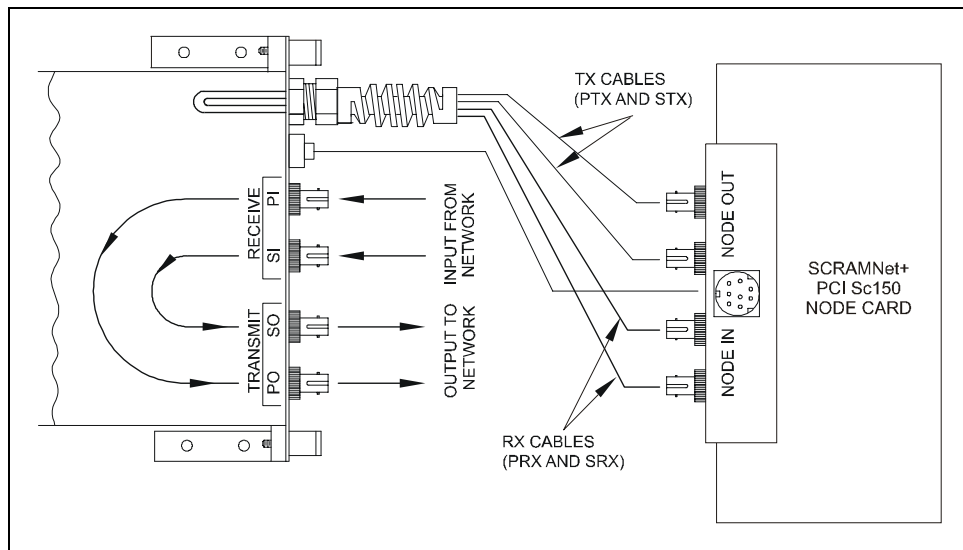 TX CABLES
(PTX AND STX)
RECEIVE
PI
SI
TRANSMIT
SO
PO
INPUT FROM
NETWORK
OUTPUT TO
NETWORK
RX CABLES
(PRX AND SRX)
NODE OUT
NODE IN
SCRAMNet+
PCI Sc150
NODE CARD